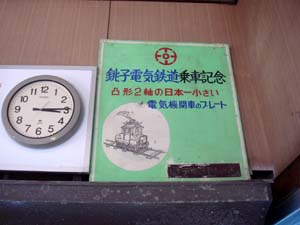 銚子電気鉄道乗車記念
凸形2軸の日本一小さい
電気機関車のプレート